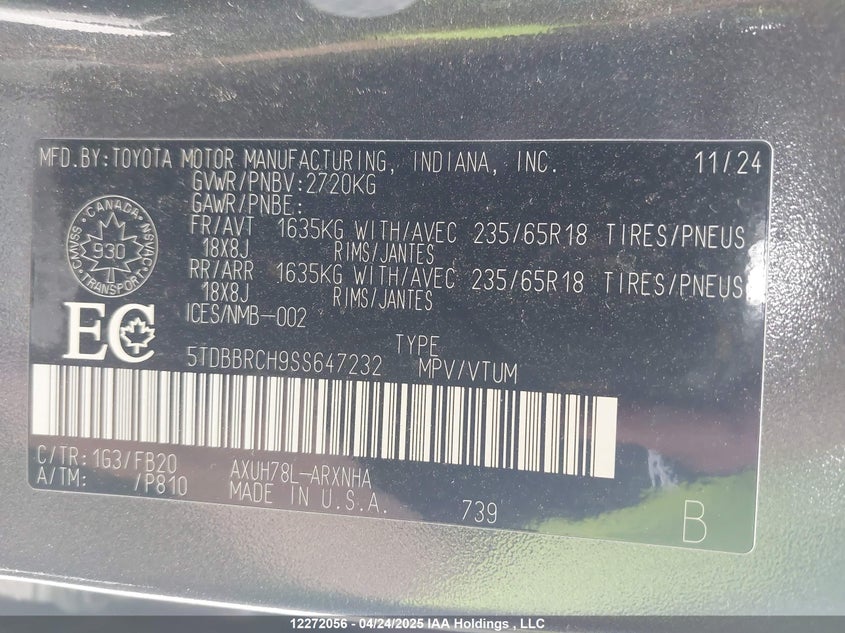 MFD.BY:TOYOTA MOTOR MANUFACTURING, INDIANA, INC. 11/24
GVWR/PNBV:2720KG
GAWR/PNBE:
FR/AVT 1635KG WITH/AVEC 235/65R18 TIRES/PNEUS
18X8J RIMS/JANTES
RR/ARR 1635KG WITH/AVEC 235/65R18 TIRES/PNEUS
18X8J RIMS/JANTES
ICES/NMB-002
CANADA
CMVSS
930
NSVAC
TRANSPORT
EC
TYPE
5TDBBRCH9SS647232 MPV/VTUM
C/TR:1G3/FB20 AXUH78L-ARXNHA
A/TM: /P810 MADE IN U.S.A. 739
B
12272056 - 04/24/2025 IAA Holdings , LLC